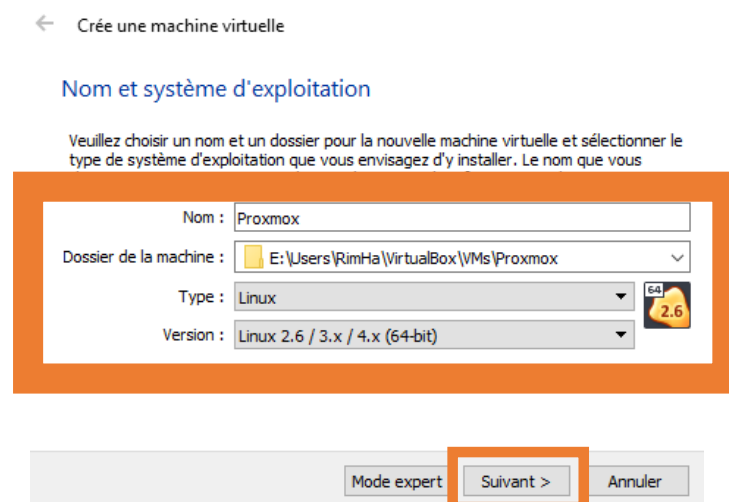 Crée une machine virtuelle
Nom et système d'exploitation
Veuillez choisir un nom et un dossier pour la nouvelle machine virtuelle et sélectionner le
type de système d'exploitation que vous envisagez d'y installer. Le nom que vous
Nom : Proxmox
Dossier de la machine : E:\Users\RimHa\VirtualBox\VMs\Proxmox
Type : Linux
64
2.6
Version : Linux 2.6 / 3.x / 4.x (64-bit)
Mode expert Suivant > Annuler